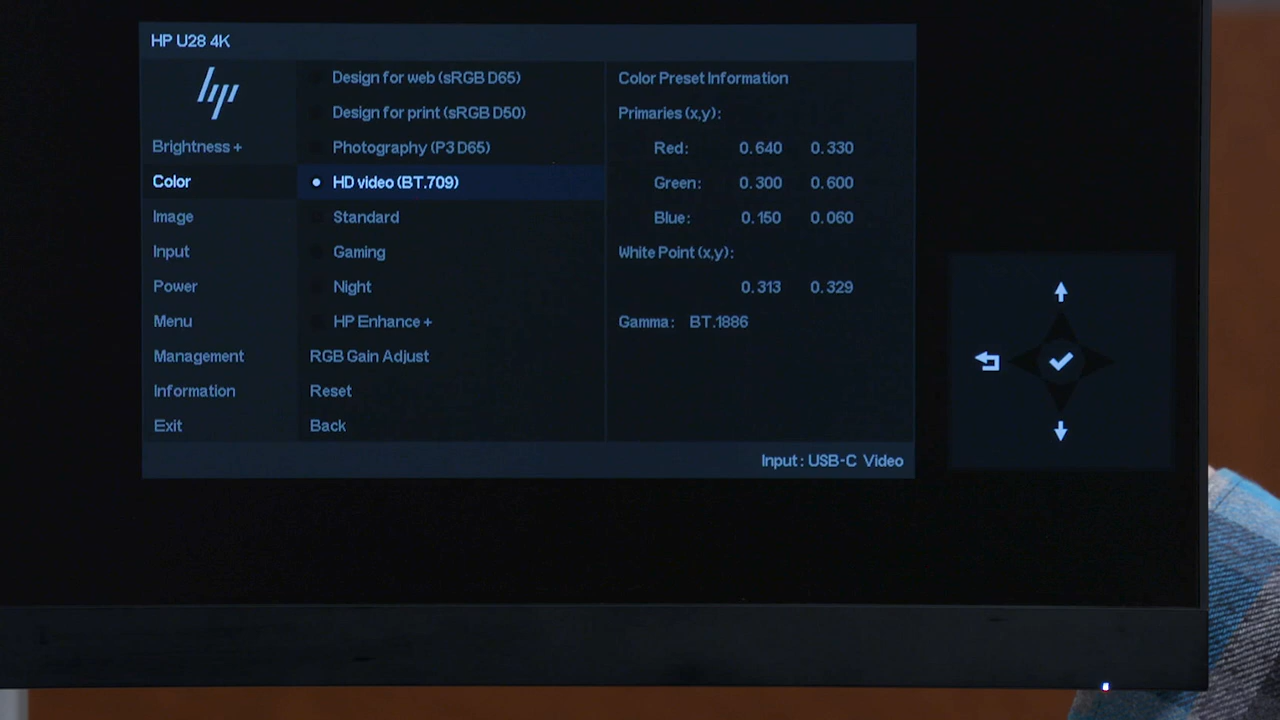 HP U28 4K
hp
Brightness +
Color
Image
Input
Power
Menu
Management
Information
Exit
Design for web (sRGB D65)
Design for print (sRGB D50)
Photography (P3 D65)
HD video (BT.709)
Standard
Gaming
Night
HP Enhance +
RGB Gain Adjust
Reset
Back
Color Preset Information
Primaries (x,y):
Red: 0.640 0.330
Green: 0.300 0.600
Blue: 0.150 0.060
White Point (x,y):
0.313 0.329
Gamma: BT.1886
Input: USB-C Video